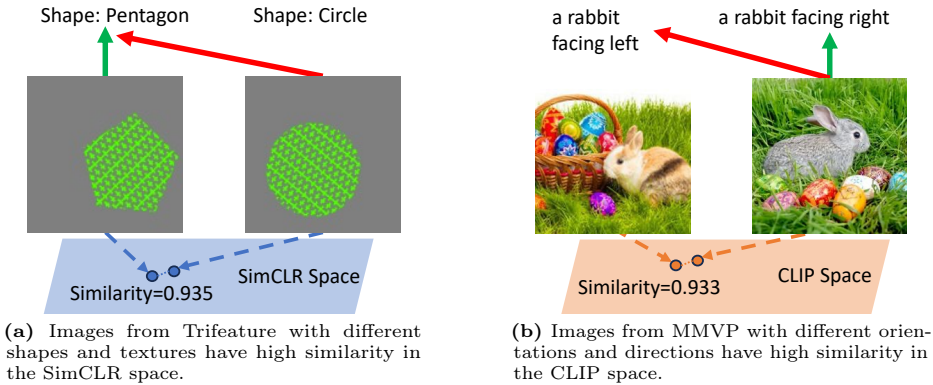 Shape: Pentagon
Shape: Circle
SimCLR Space
Similarity=0.935
(a) Images from Trifeature with different
shapes and textures have high similarity in
the SimCLR space.
a rabbit
facing left
a rabbit facing right
CLIP Space
Similarity=0.933
(b) Images from MMVP with different orien-
tations and directions have high similarity in
the CLIP space.